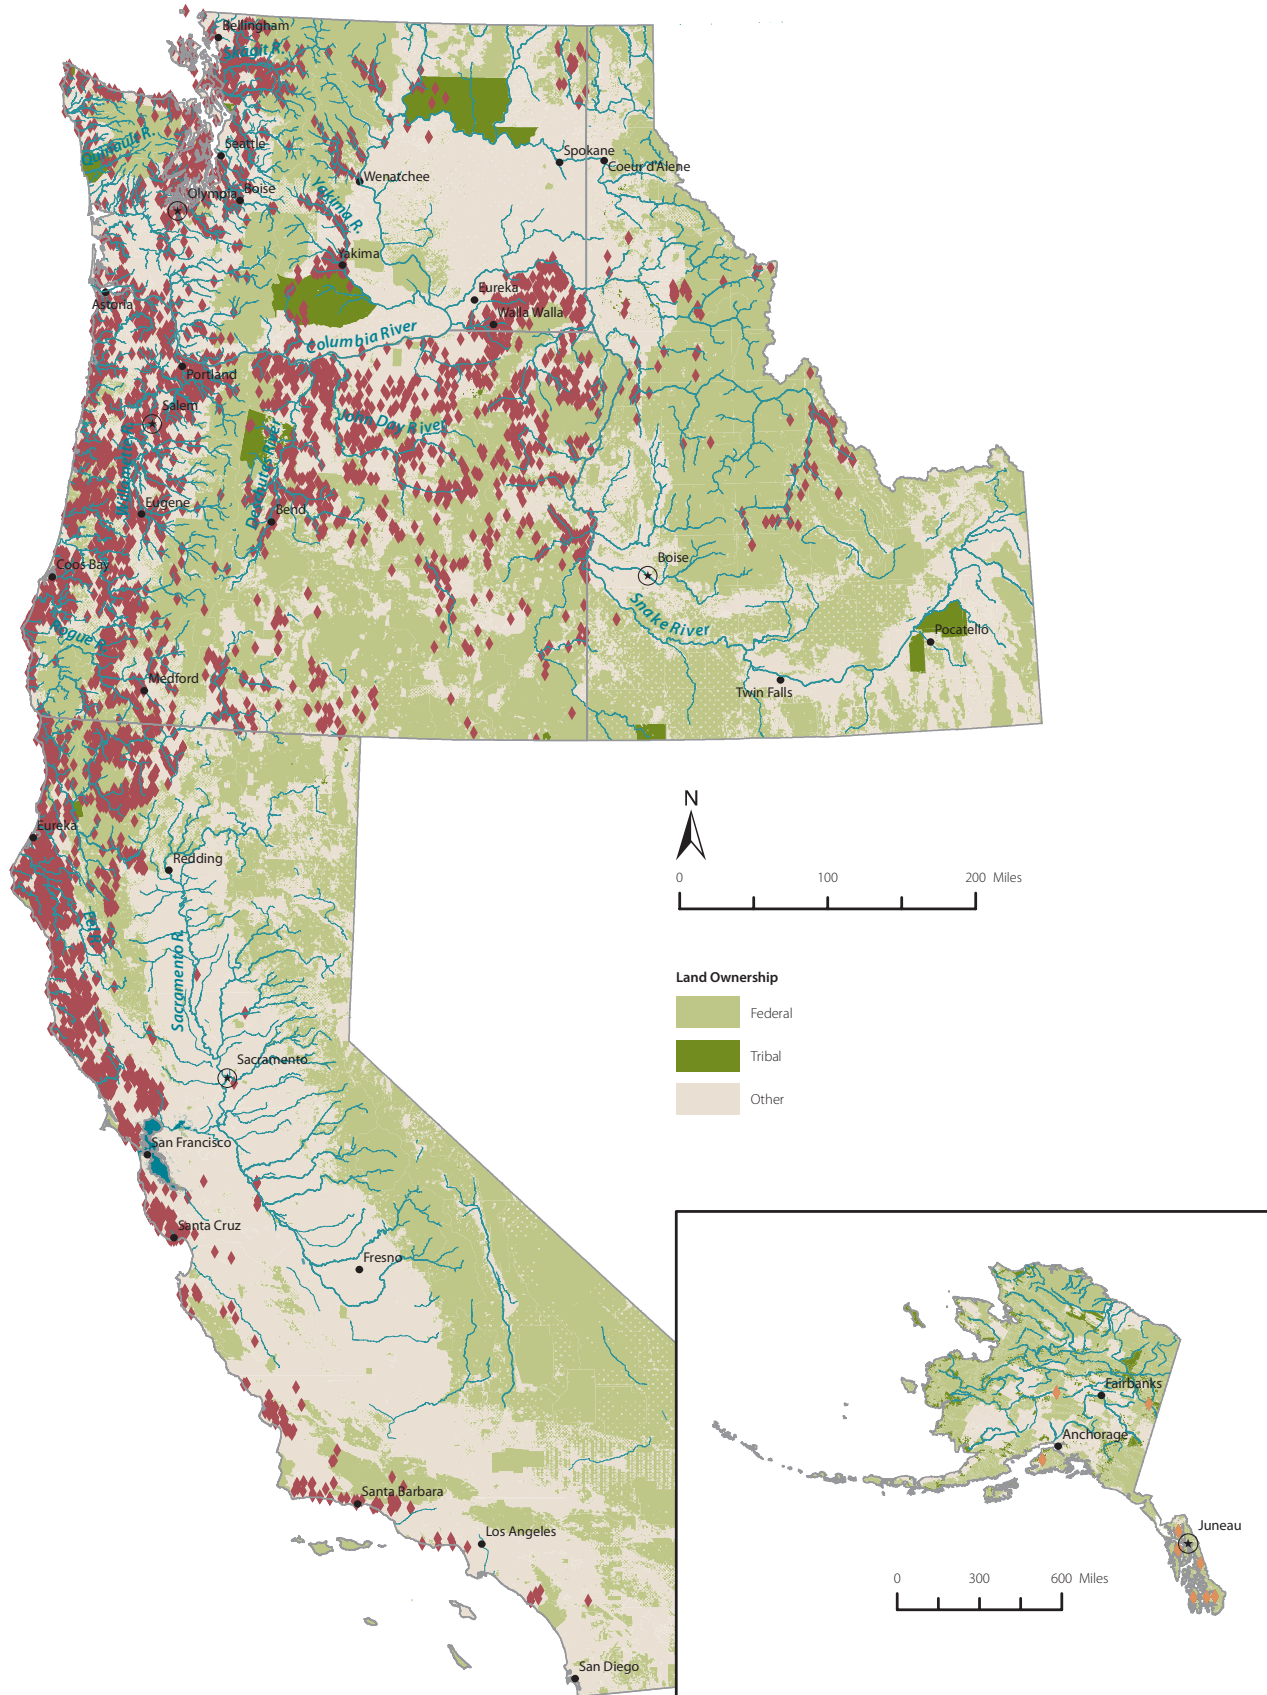 Bellingham
Skagit R.
Quinault R.
Seattle
Spokane
Coeur d'Alene
Wenatchee
Olympia
Boise
Yakima R.
Yakima
Eureka
Astoria
Walla Walla
Columbia River
Portland
Salem
John Day River
Deschutes River
Eugene
Bend
Coos Bay
Boise
Snake River
Rogue
Pocatello
Medford
Twin Falls
N
0 100 200 Miles
Eureka
Redding
Eel R.
Sacramento R.
Land Ownership
Federal
Tribal
Other
Sacramento
San Francisco
Santa Cruz
Fresno
Fairbanks
Anchorage
Santa Barbara
Los Angeles
Juneau
0 300 600 Miles
San Diego